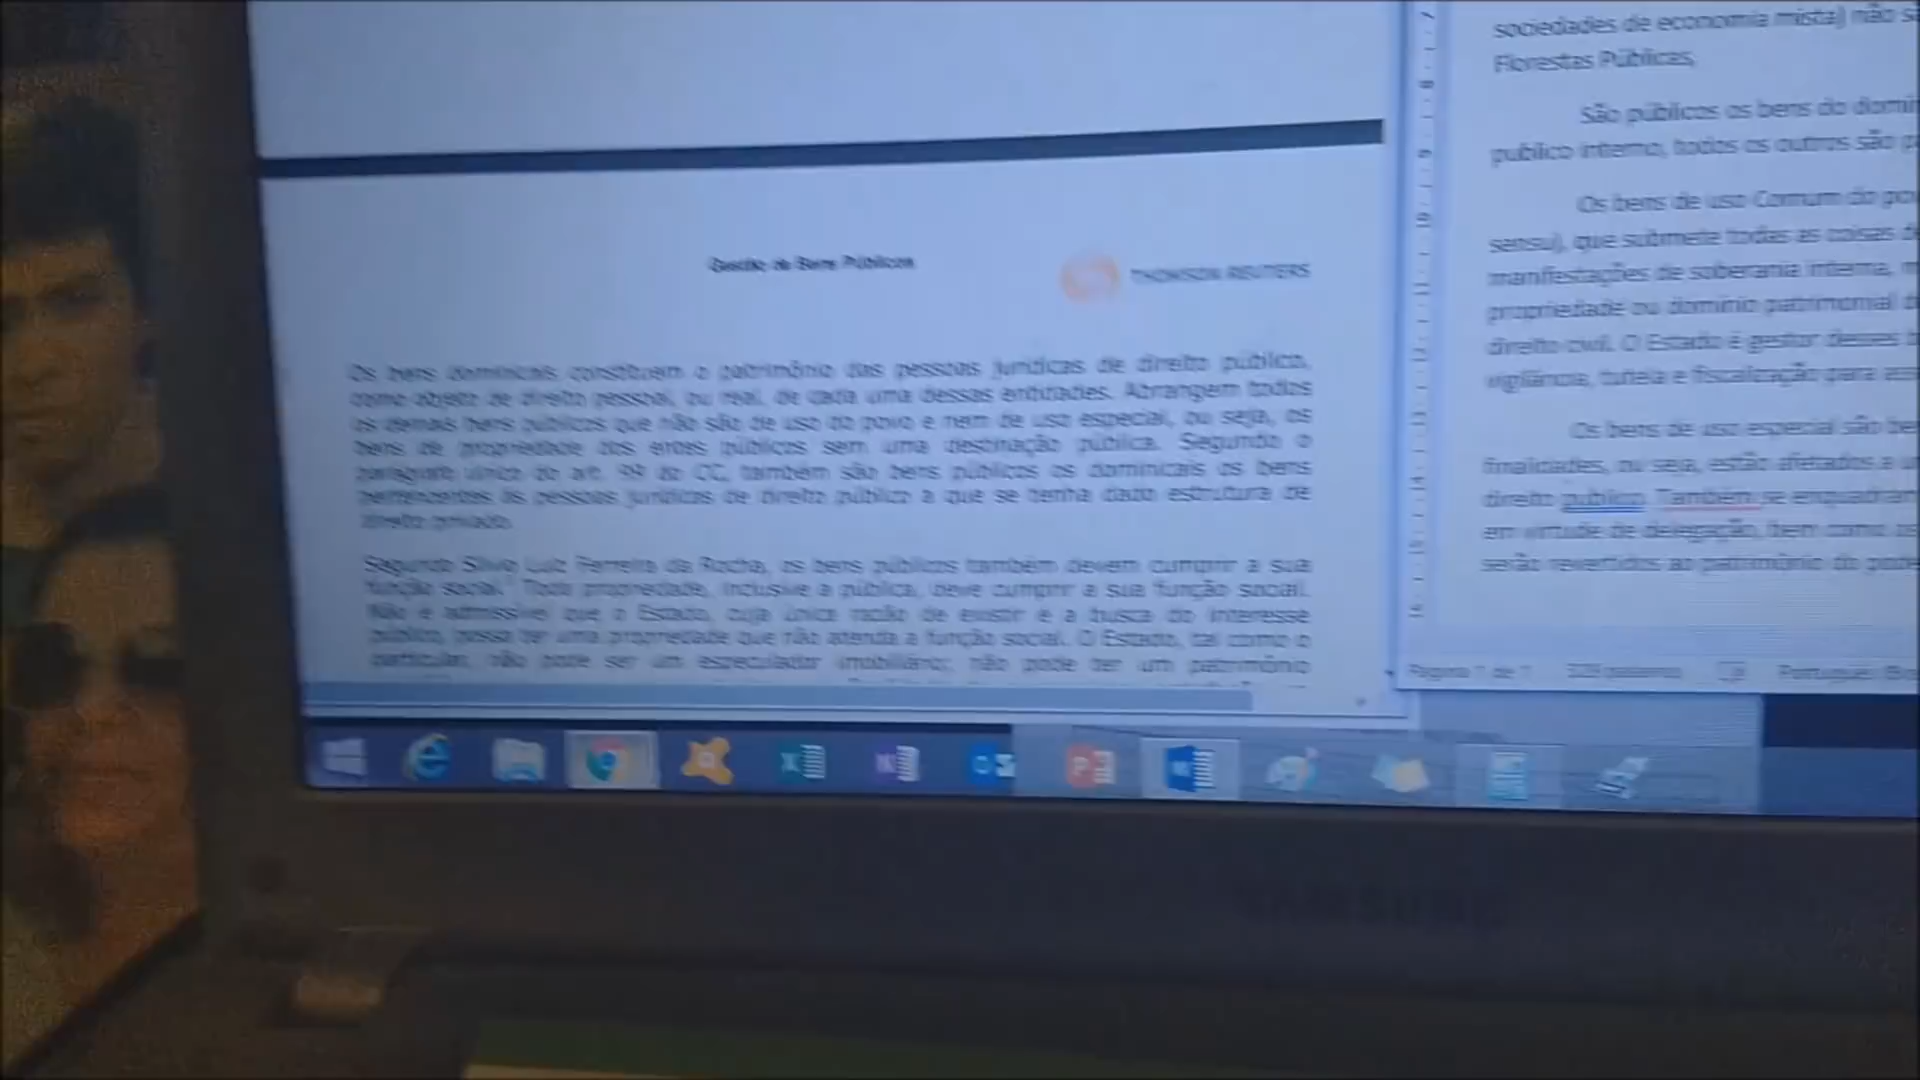 Gestão de Bens Públicos
THOMSON REUTERS
Os bens dominicais constituem o patrimônio das pessoas jurídicas de direito público,
como objeto de direito pessoal, ou real, de cada uma dessas entidades. Abrangem todos
os demais bens públicos que não são de uso do povo e nem de uso especial, ou seja, os
bens de propriedade dos entes públicos sem uma destinação pública. Segundo o
parágrafo único do art. 99 do CC, também são bens públicos os dominicais os bens
pertencentes às pessoas jurídicas de direito público a que se tenha dado estrutura de
direito privado.
Segundo Silvio Luiz Ferreira da Rocha, os bens públicos também devem cumprir a sua
função social. Toda propriedade, inclusive a pública, deve cumprir a sua função social.
Não é admissível que o Estado, cuja única razão de existir é a busca do interesse
público, possa ter uma propriedade que não atenda a função social. O Estado, tal como o
particular, não pode ser um especulador imobiliário; não pode ter um patrimônio
sociedades de economia mista) não
Florestas Públicas,
São públicos os bens do
publico interno, todos os outros são
Os bens de uso Comum do
sensu), que submete todas as coisas
manifestações de soberania interna,
propriedade ou domínio patrimonial
direito civil. O Estado é gestor desses
vigilância, tutela e fiscalização para
Os bens de uso especial são
finalidades, ou seja, estão afetados a
direito publico. Também se enquadram
em virtude de delegação, bem como
serão revertidos ao patrimônio do
Página 1 de 1 palavras Português
SAMSUNG